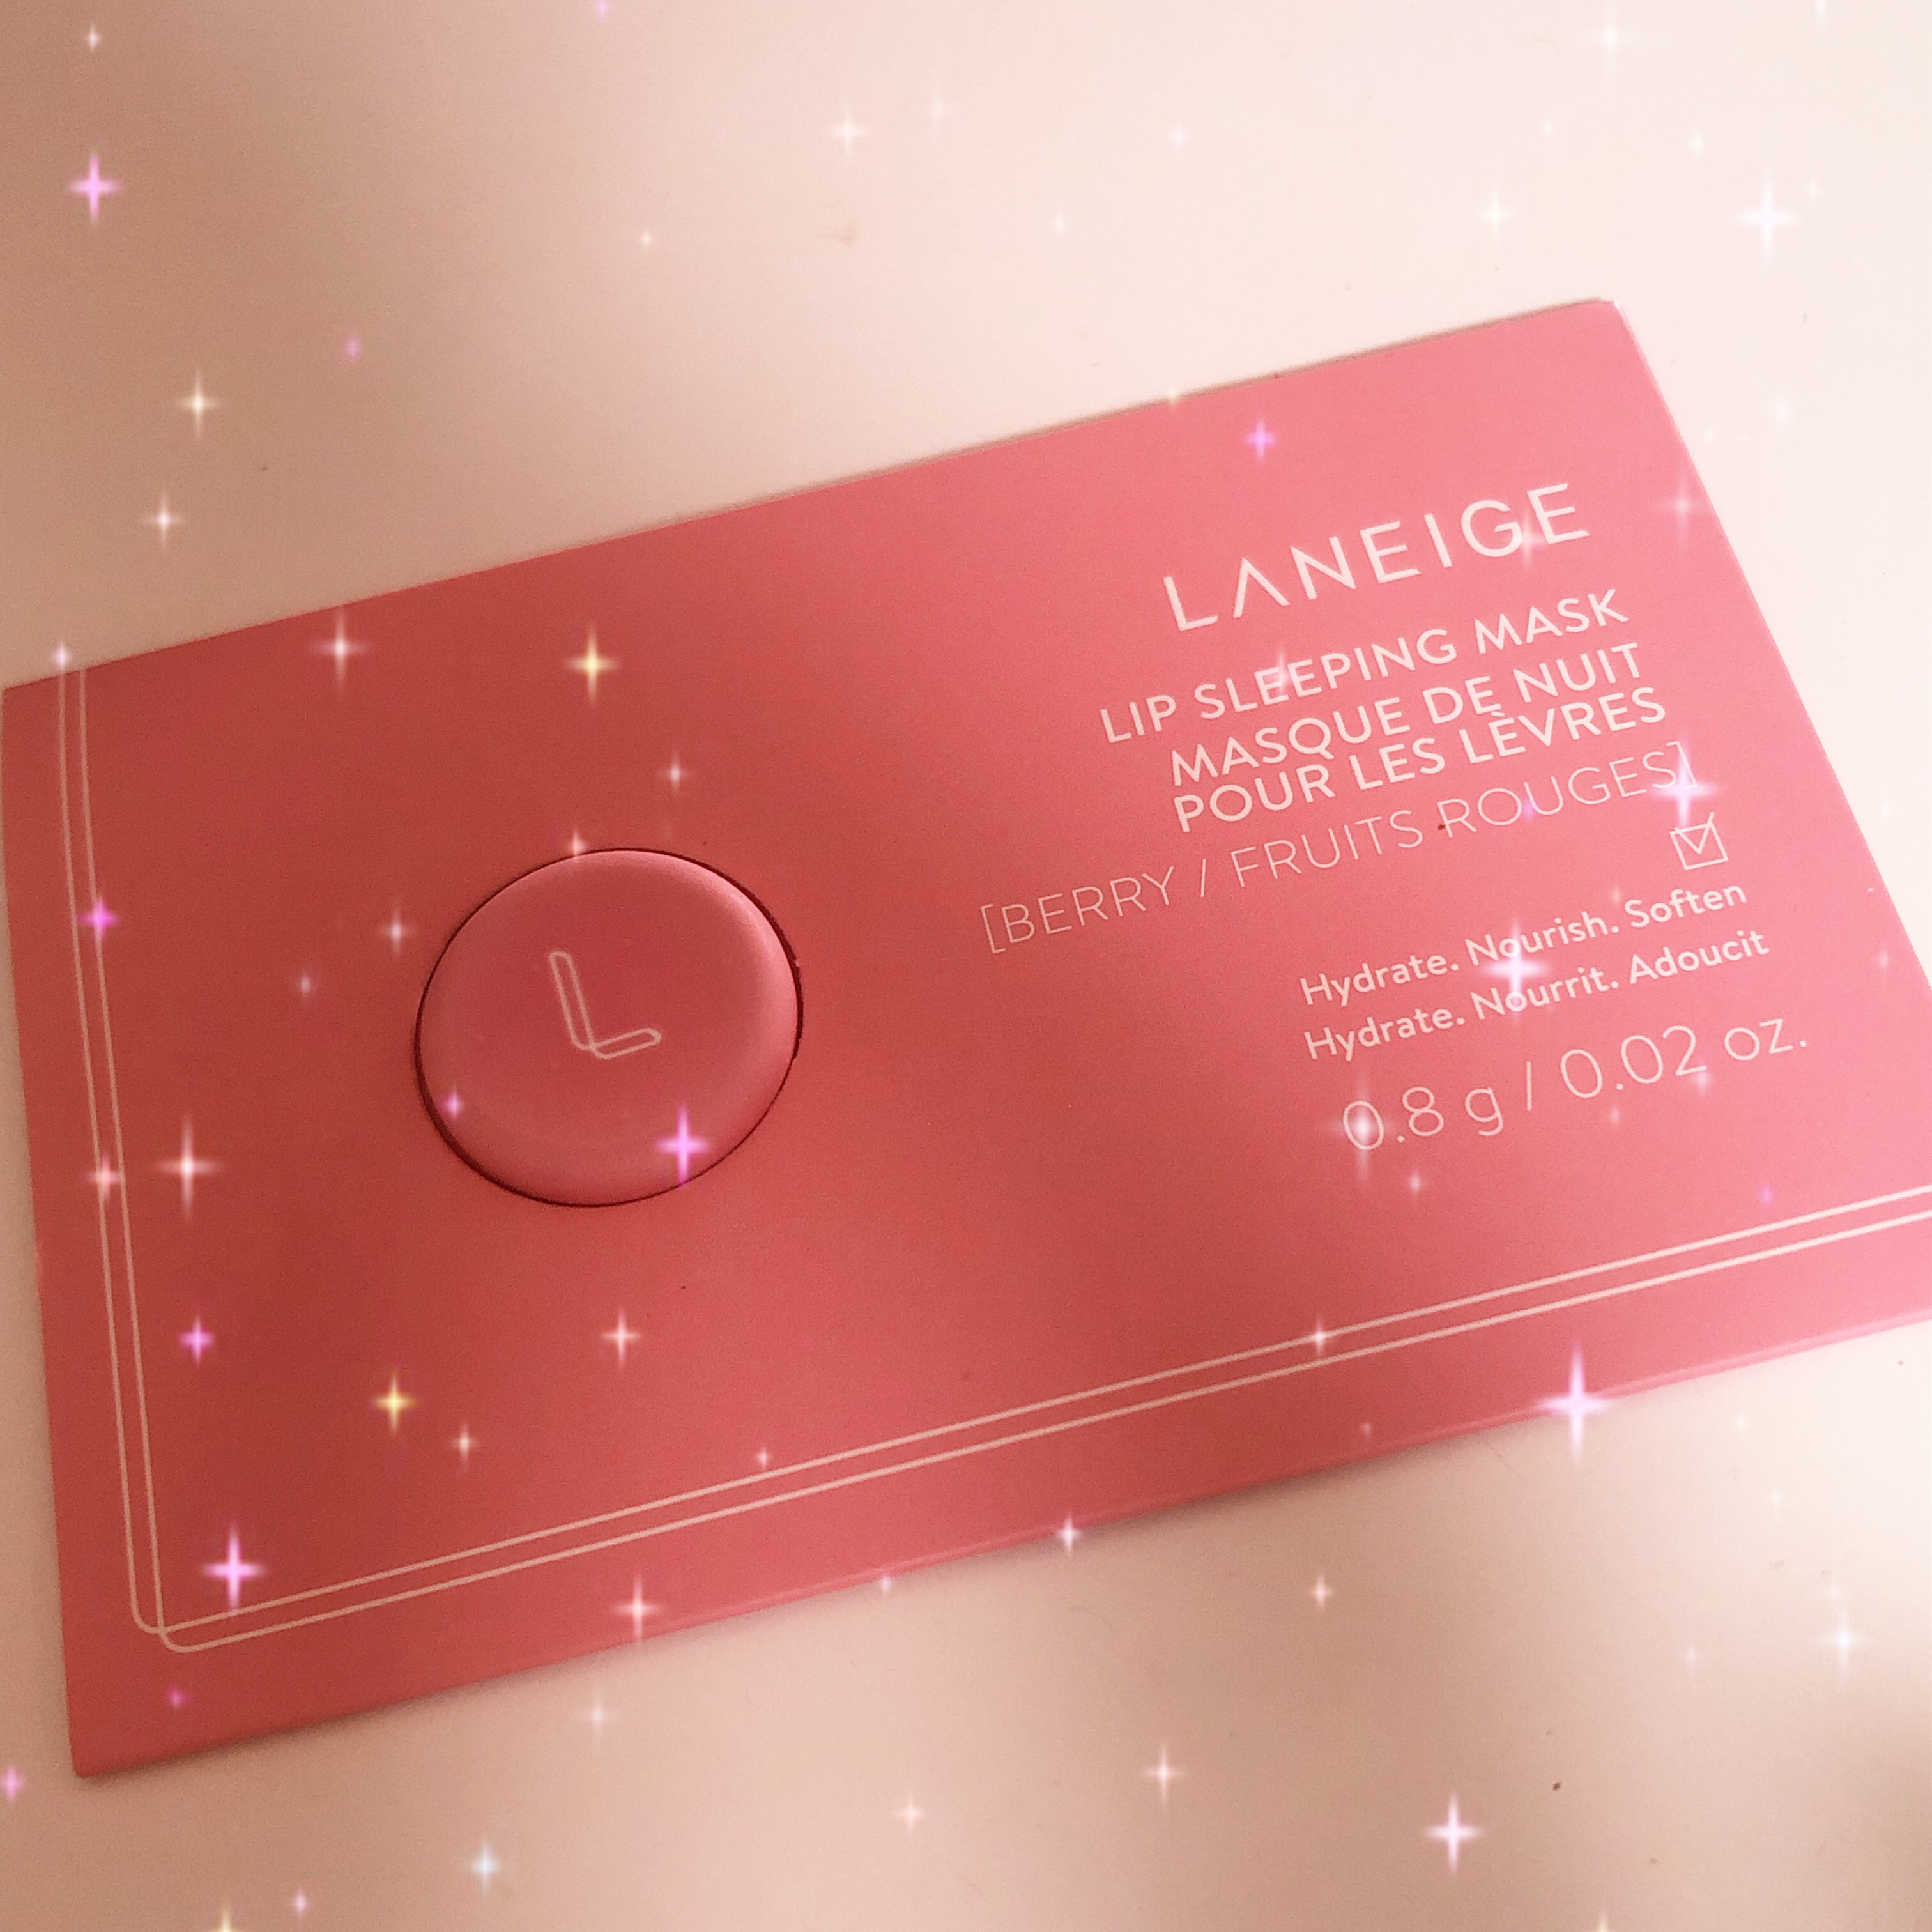 LANEIGE
LIP SLEEPING MASK
MASQUE DE NUIT
POUR LES LÈVRES
[BERRY / FRUITS ROUGES]
Hydrate. Nourish. Soften
Hydrate. Nourrit. Adoucit
0.8 g / 0.02 oz.
L